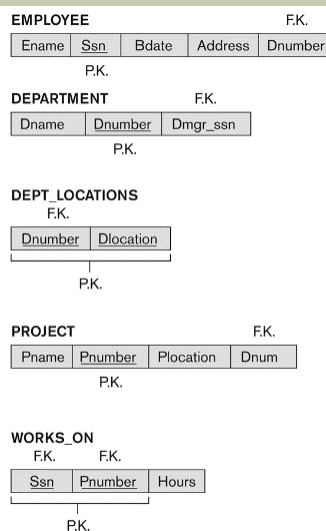 EMPLOYEE F.K.
Ename Ssn Bdate Address Dnumber
P.K.
DEPARTMENT F.K.
Dname Dnumber Dmgr_ssn
P.K.
DEPT_LOCATIONS
F.K.
Dnumber Dlocation
P.K.
PROJECT F.K.
Pname Pnumber Plocation Dnum
P.K.
WORKS_ON
F.K. F.K.
Ssn Pnumber Hours
P.K.